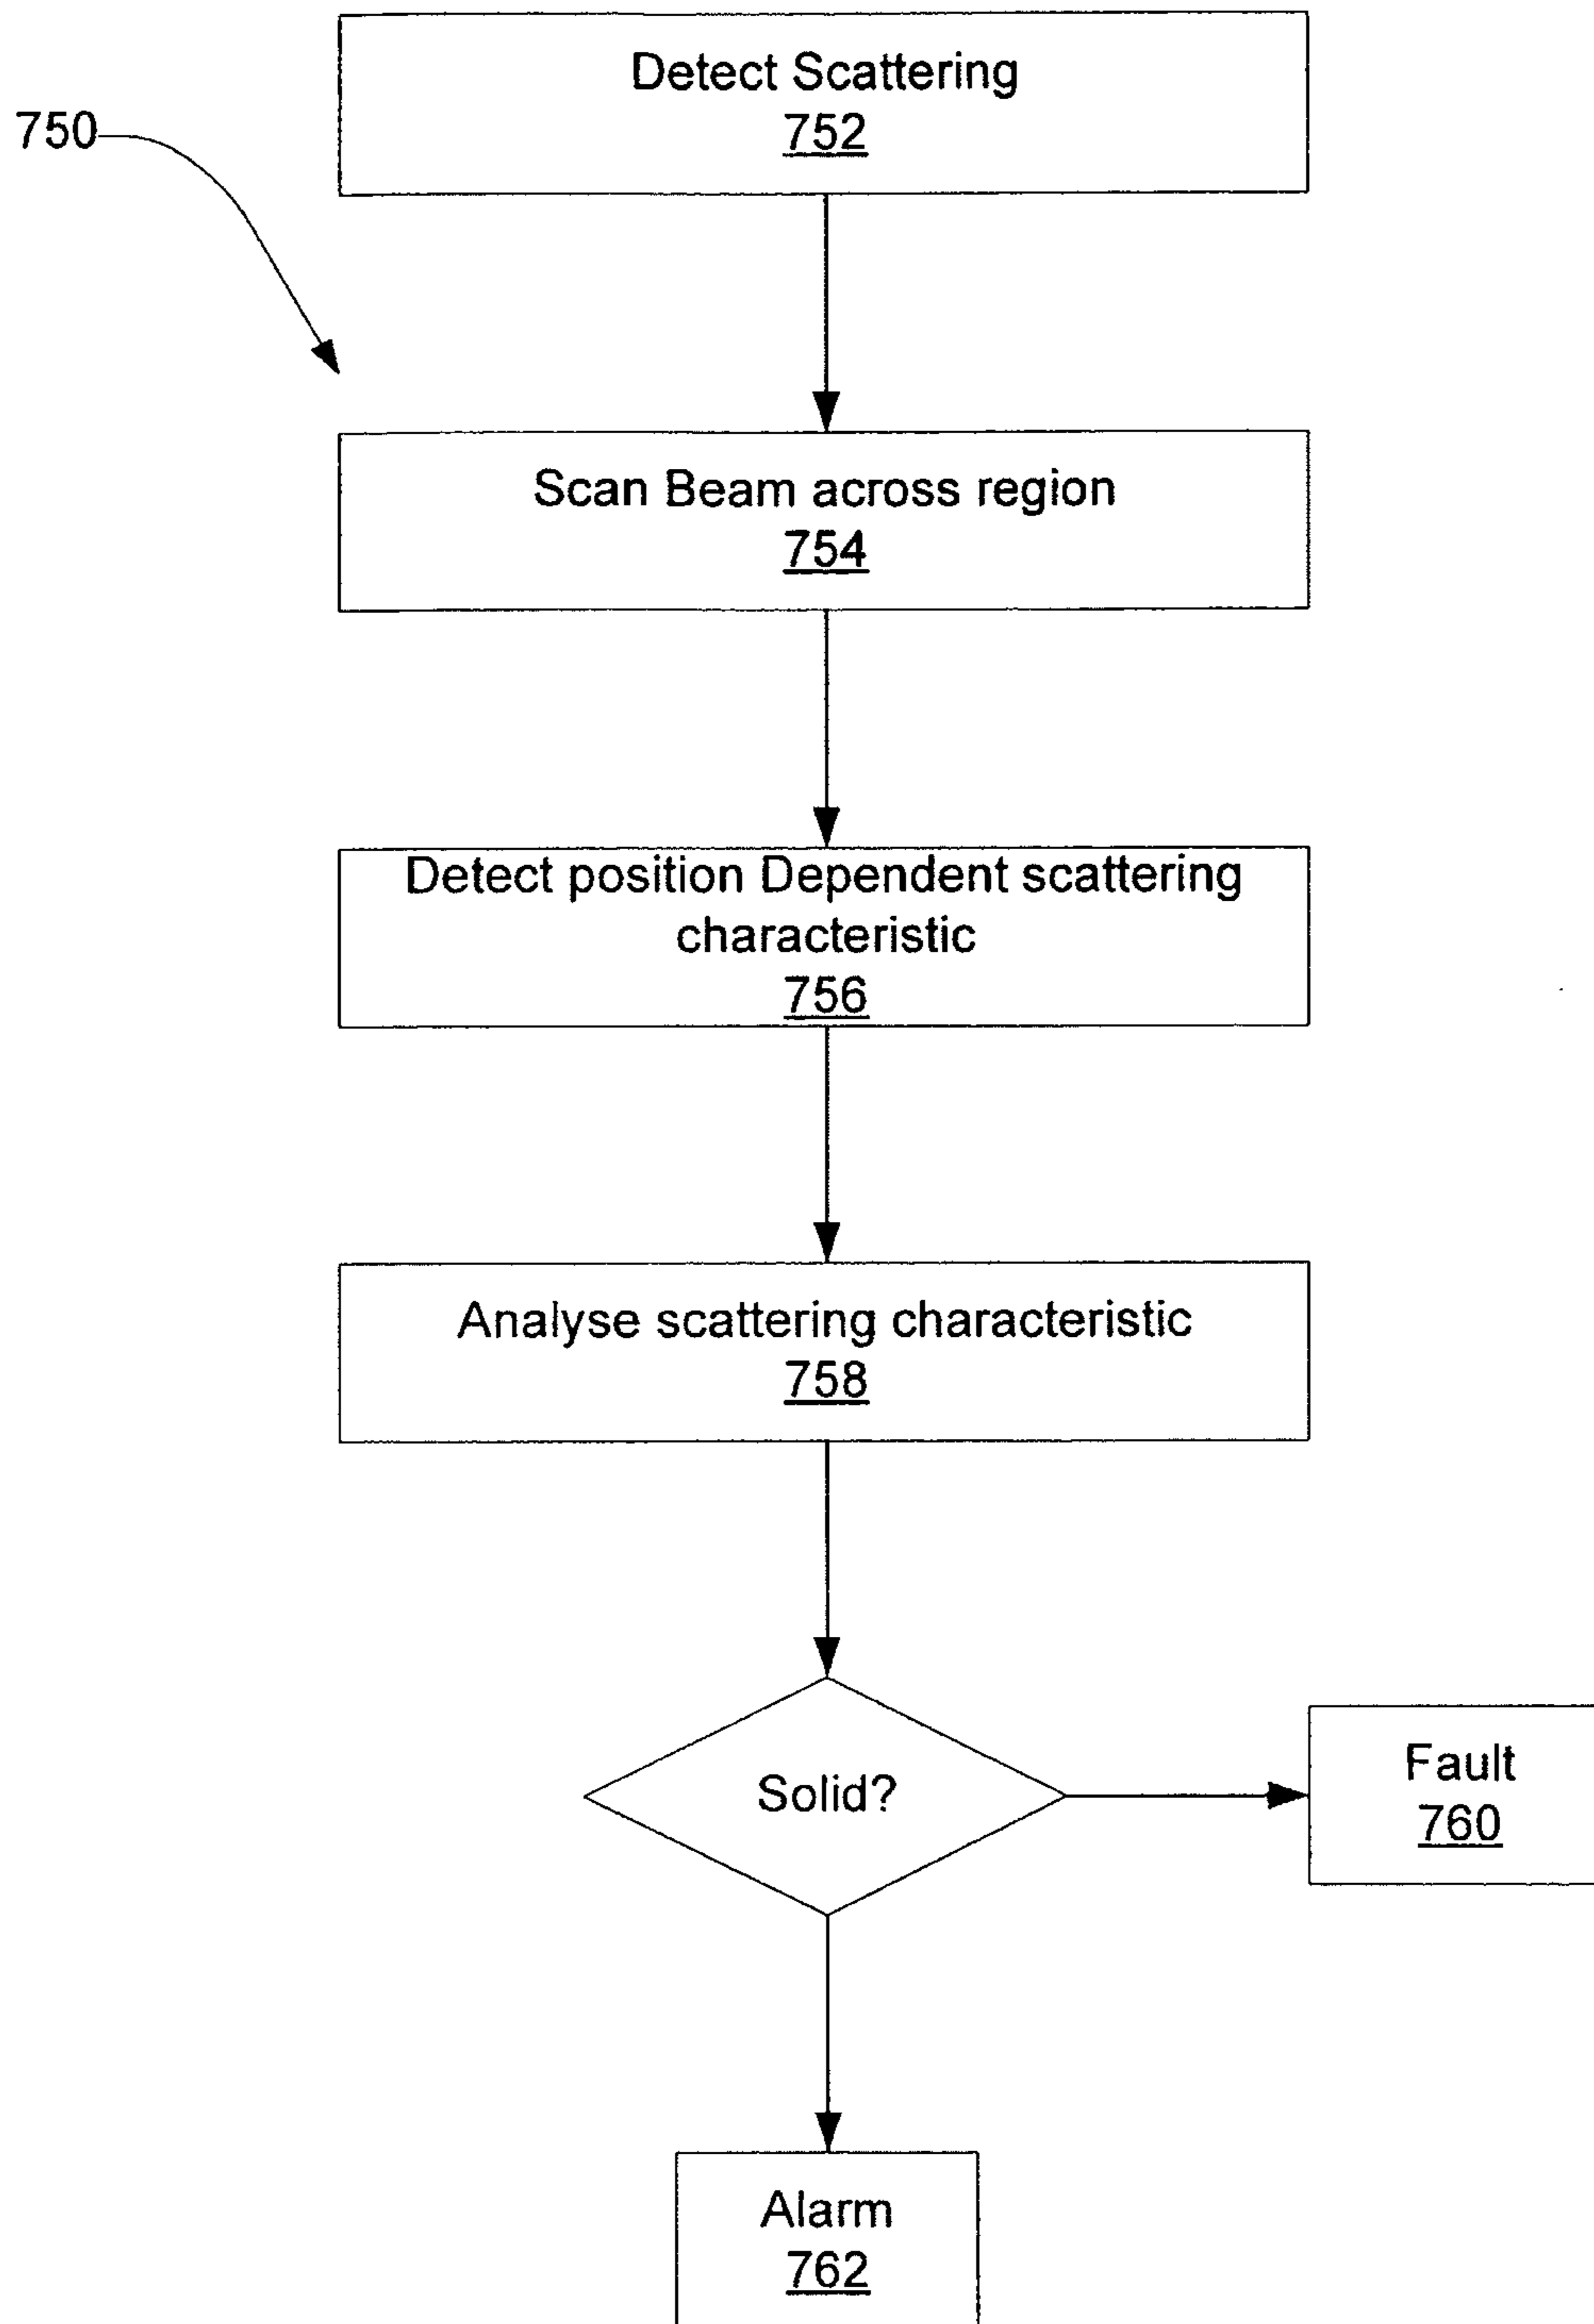 Detect Scattering
752
750
Scan Beam across region
754
Detect position Dependent scattering
characteristic
756
Analyse scattering characteristic
758
Solid?
Fault
760
Alarm
762